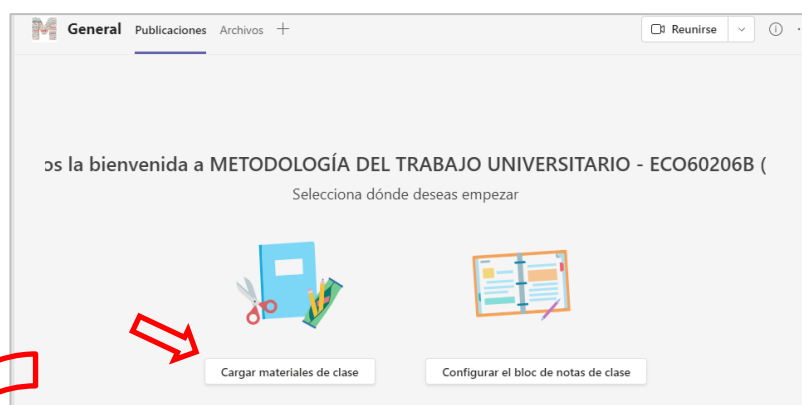 General Publicaciones Archivos + Reunirse
os la bienvenida a METODOLOGÍA DEL TRABAJO UNIVERSITARIO - ECO60206B (
Selecciona dónde deseas empezar
Cargar materiales de clase Configurar el bloc de notas de clase